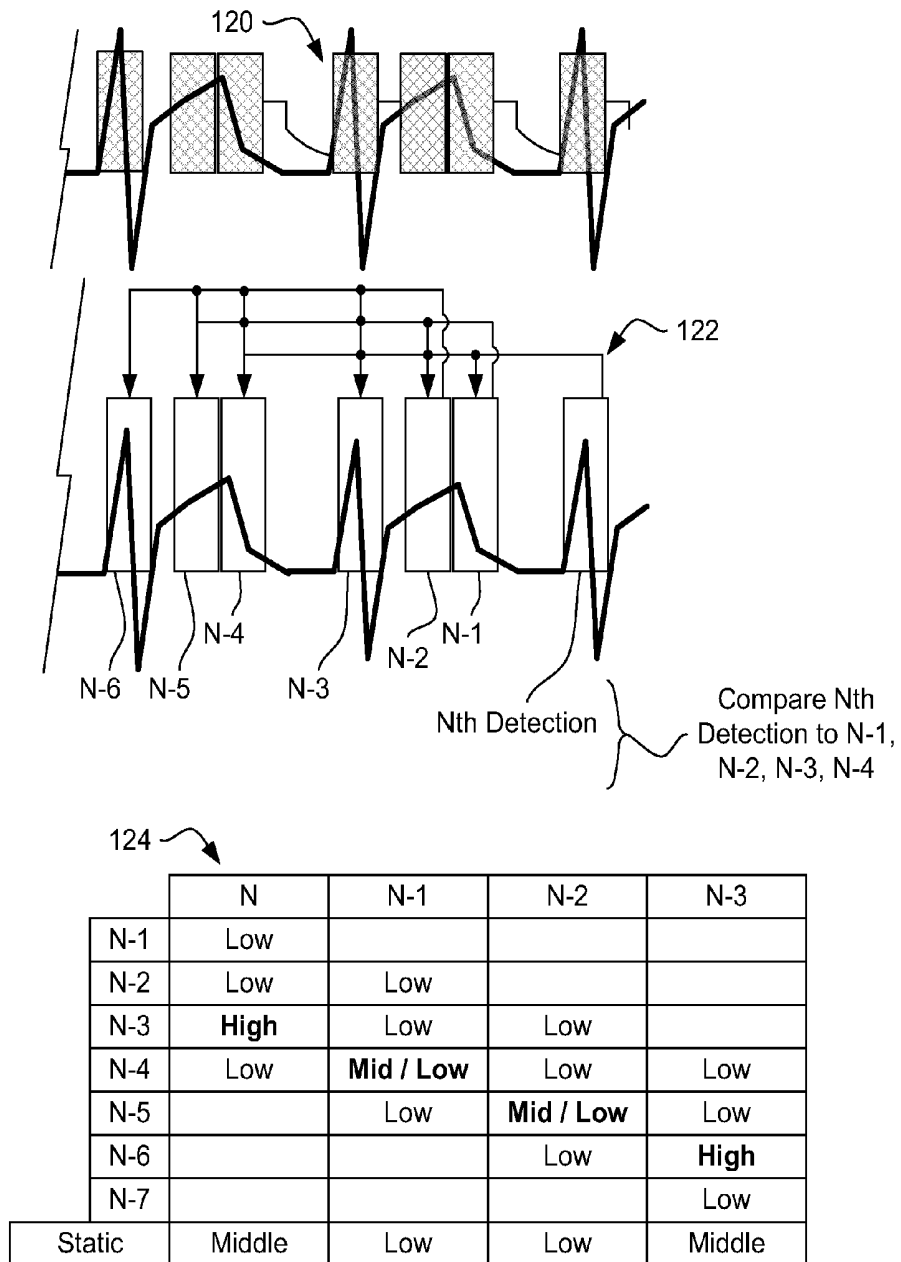 120
122
N-4
N-2
N-1
N-6
N-5
N-3
Nth Detection
Compare Nth
Detection to N-1,
N-2, N-3, N-4
124
N N-1 N-2 N-3
N-1 Low
N-2 Low Low
N-3 High Low Low
N-4 Low Mid / Low Low Low
N-5 Low Mid / Low Low
N-6 Low High
N-7 Low
Static Middle Low Low Middle